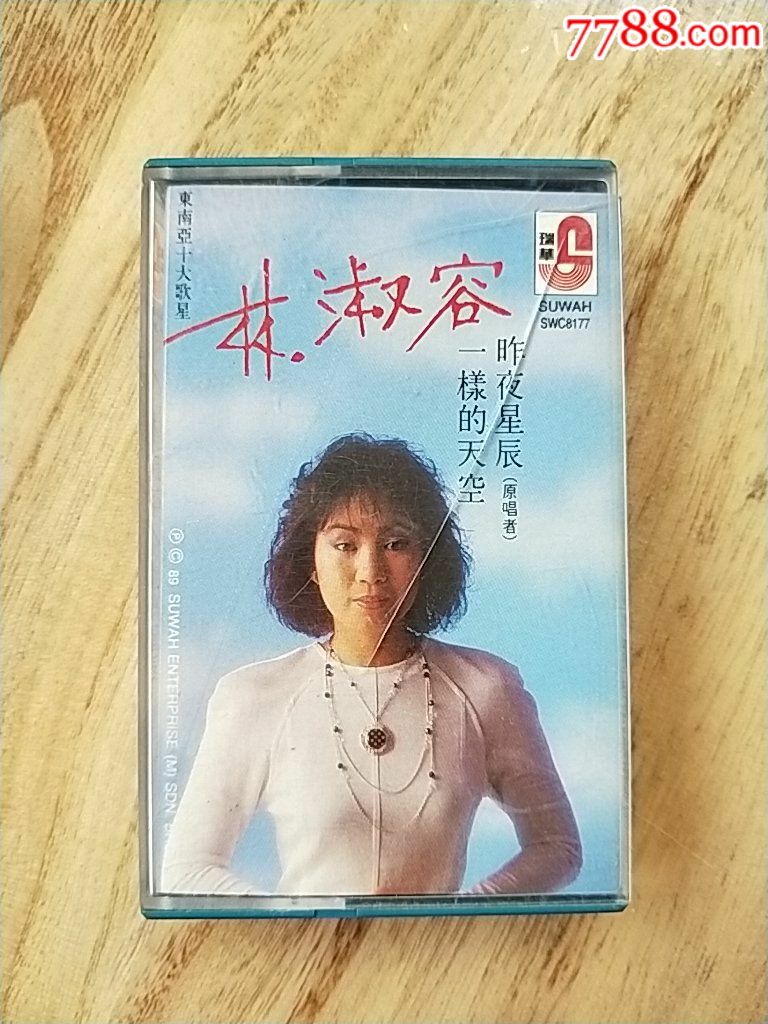 7788.com
東南亞十大歌星
林淑容
瑞華
SUWAH
SWC8177
昨夜星辰(原唱者)
一樣的天空
Ⓟ © 89 SUWAH ENTERPRISE (M) SDN